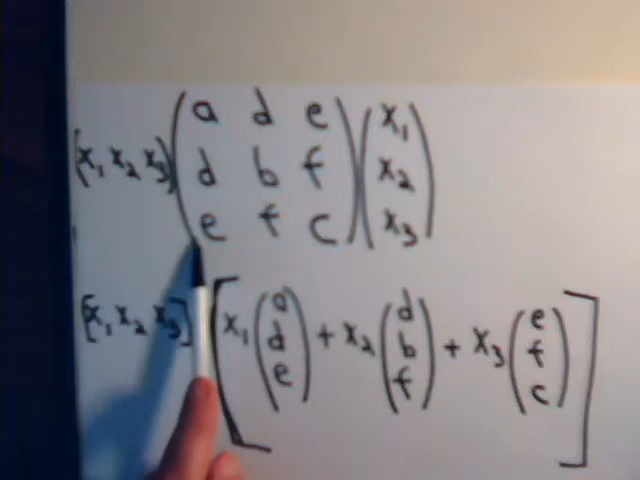 [x₁ x₂ x₃] (a d e) (x₁)
(d b f) (x₂)
(e f c) (x₃)
[x₁ x₂ x₃] [x₁ (a d e) + x₂ (d b f) + x₃ (e f c)]